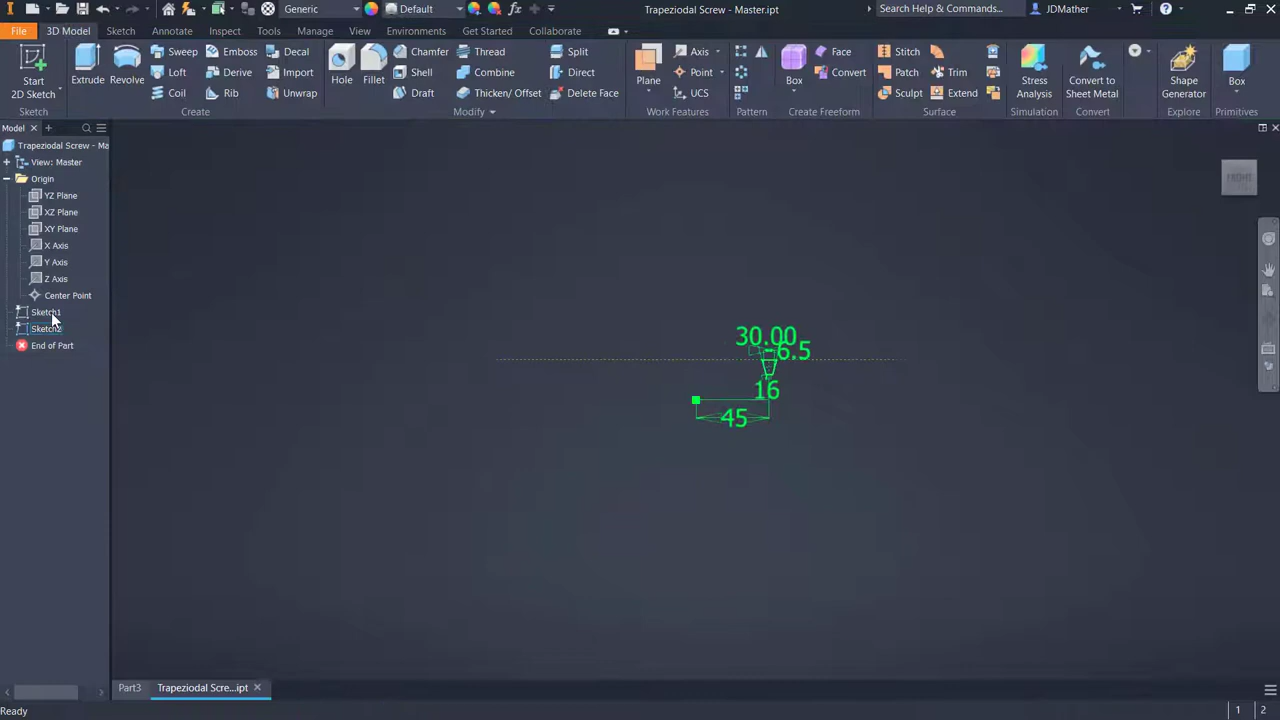 Generic
Default
Trapeziodal Screw - Master.ipt
Search Help & Commands...
JDMather
File
3D Model
Sketch
Annotate
Inspect
Tools
Manage
View
Environments
Get Started
Collaborate
Start
2D Sketch
Extrude
Revolve
Sweep
Emboss
Decal
Loft
Derive
Import
Coil
Rib
Unwrap
Hole
Fillet
Chamfer
Thread
Split
Shell
Combine
Direct
Draft
Thicken/ Offset
Delete Face
Plane
Axis
Point
UCS
Box
Face
Convert
Stitch
Patch
Trim
Sculpt
Extend
Stress
Analysis
Convert to
Sheet Metal
Shape
Generator
Box
Sketch
Create
Modify
Work Features
Pattern
Create Freeform
Surface
Simulation
Convert
Explore
Primitives
Model
Trapeziodal Screw - Ma
View: Master
Origin
YZ Plane
XZ Plane
XY Plane
X Axis
Y Axis
Z Axis
Center Point
Sketch1
Sketch2
End of Part
FRONT
30.00
6.5
16
45
Part3
Trapeziodal Scre...ipt
Ready
1
2